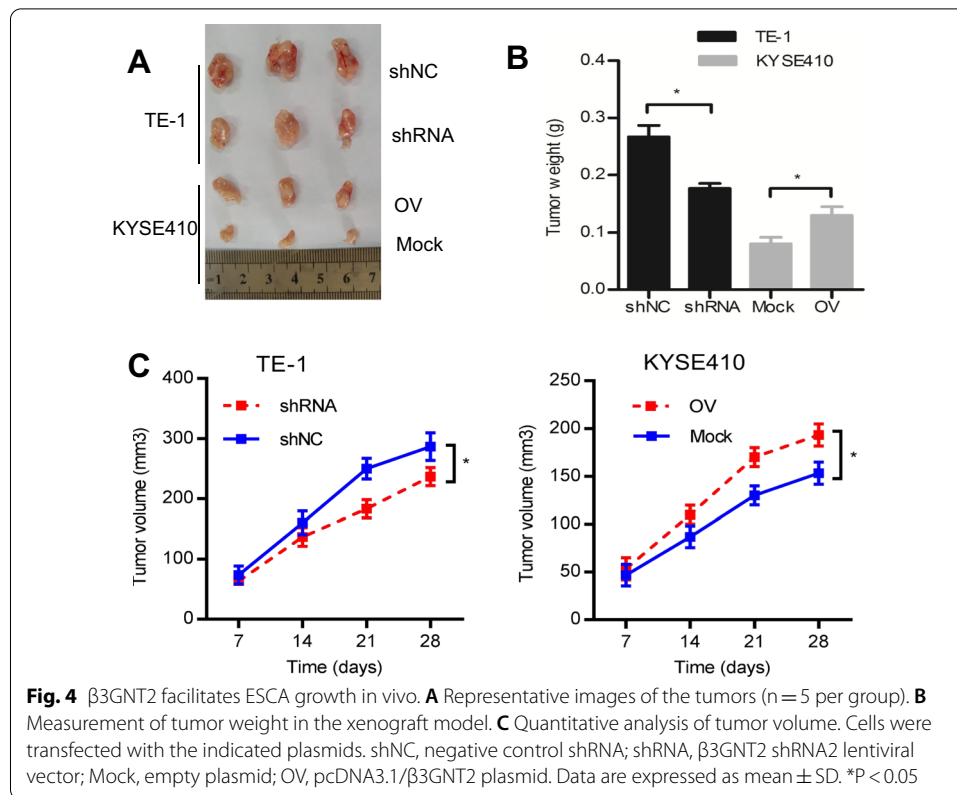 A
shNC
TE-1
shRNA
OV
KYSE410
Mock
1 2 3 4 5 6 7
B
TE-1
KYSE410
0.4
0.3
0.2
0.1
0.0
Tumor weight (g)
*
*
shNC shRNA Mock OV
C
TE-1
400
300
200
100
0
Tumor volume (mm3)
shRNA
shNC
*
7 14 21 28
Time (days)
KYSE410
250
200
150
100
50
0
Tumor volume (mm3)
OV
Mock
*
7 14 21 28
Time (days)
Fig. 4 β3GNT2 facilitates ESCA growth in vivo. A Representative images of the tumors (n = 5 per group). B
Measurement of tumor weight in the xenograft model. C Quantitative analysis of tumor volume. Cells were
transfected with the indicated plasmids. shNC, negative control shRNA; shRNA, β3GNT2 shRNA2 lentiviral
vector; Mock, empty plasmid; OV, pcDNA3.1/β3GNT2 plasmid. Data are expressed as mean ± SD. *P < 0.05